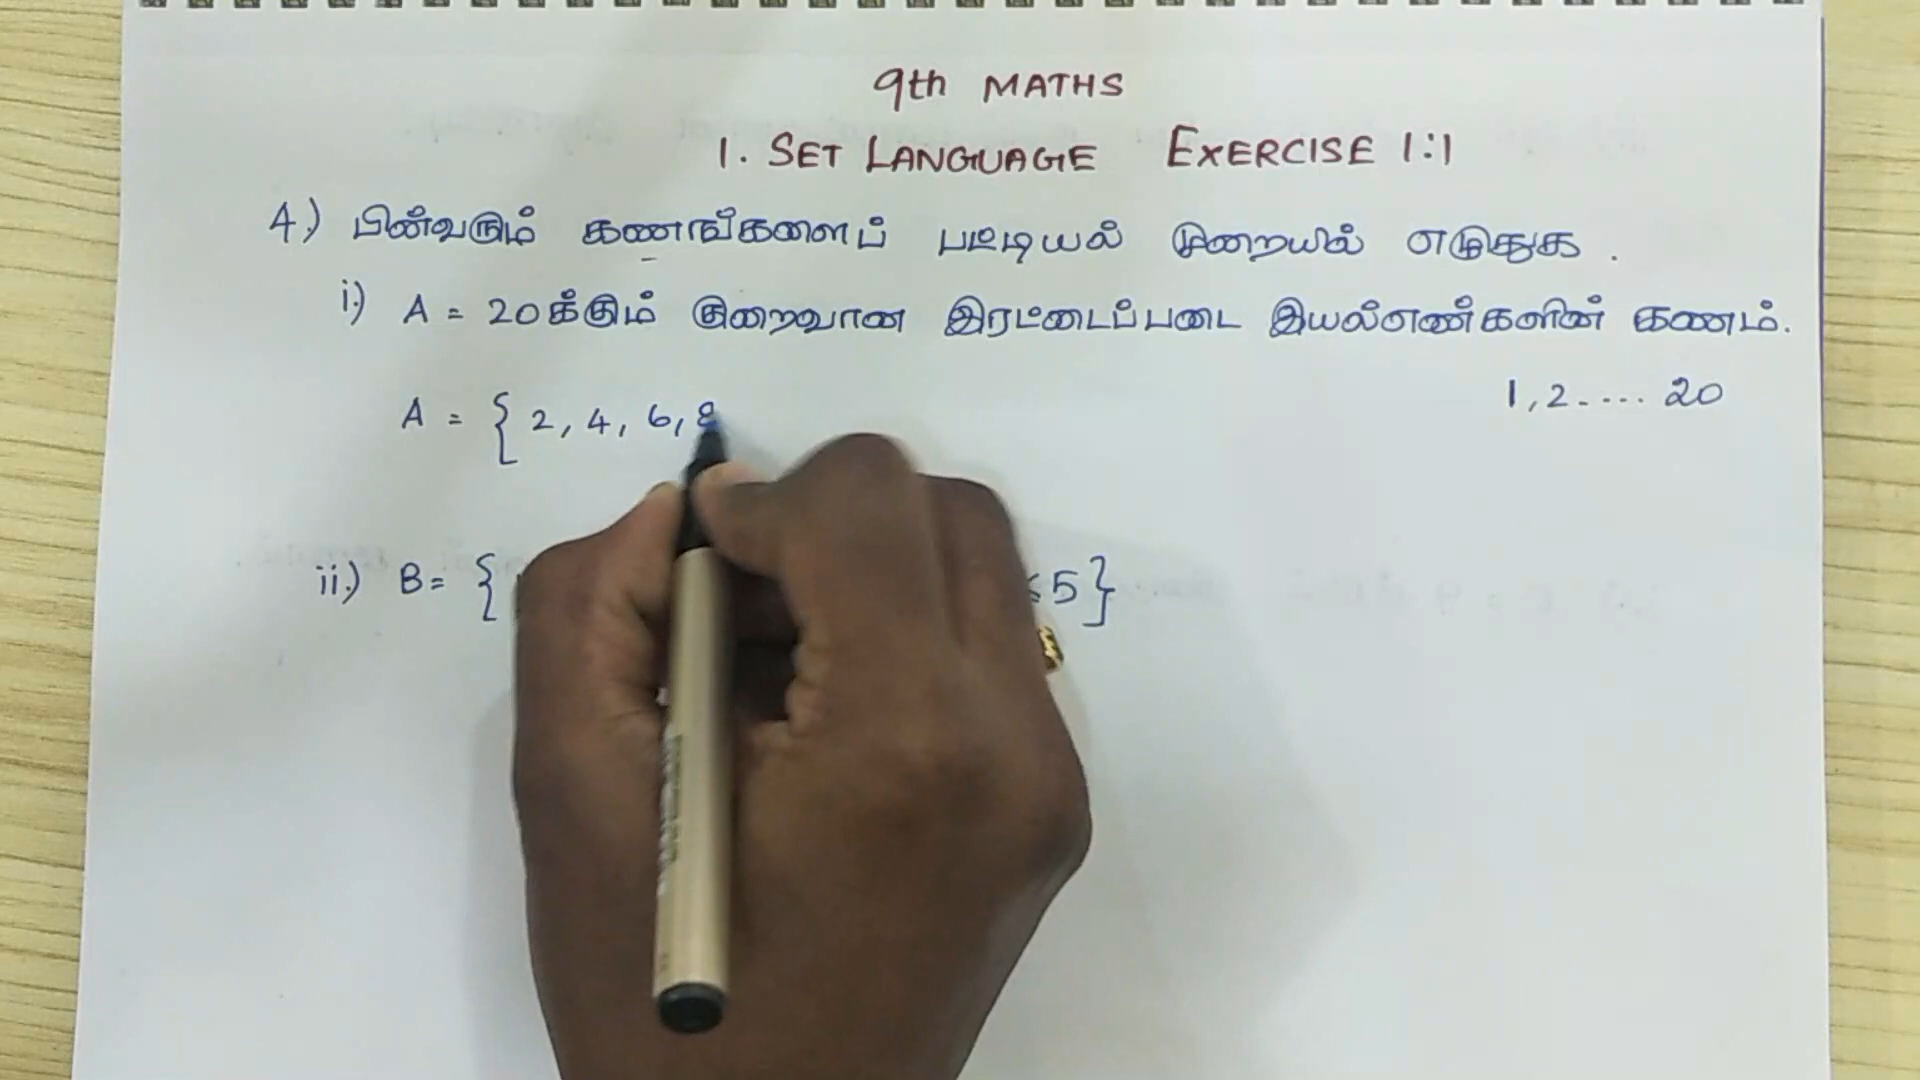 9th MATHS
1. SET LANGUAGE EXERCISE 1:1
4.) பின்வரும் கணங்களைப் பட்டியல் முறையில் எழுதுக.
i.) A = 20க்கும் குறைவான இரட்டைப்படை இயல்எண்களின் கணம்.
1, 2.... 20
A = { 2, 4, 6, 8
ii.) B = { 5}